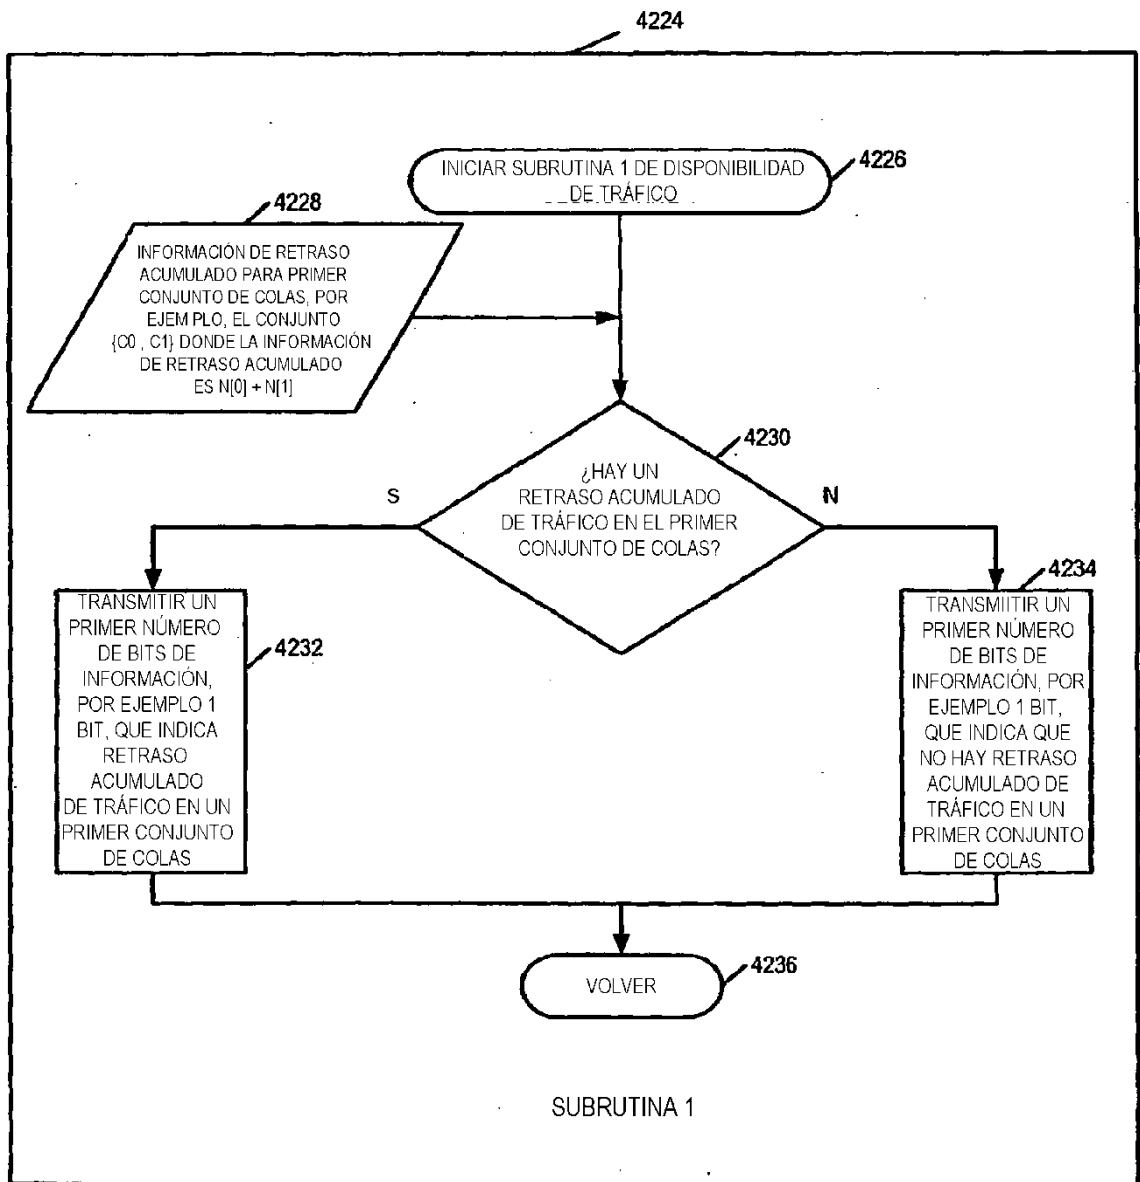 4224
INICIAR SUBRUTINA 1 DE DISPONIBILIDAD
DE TRÁFICO
4226
4228
INFORMACIÓN DE RETRASO
ACUMULADO PARA PRIMER
CONJUNTO DE COLAS, POR
EJEM PLO, EL CONJUNTO
{C0 , C1} DONDE LA INFORMACIÓN
DE RETRASO ACUMULADO
ES N[0] + N[1]
4230
¿HAY UN
RETRASO ACUMULADO
DE TRÁFICO EN EL PRIMER
CONJUNTO DE COLAS?
S
N
4232
TRANSMITIR UN
PRIMER NÚMERO
DE BITS DE
INFORMACIÓN,
POR EJEMPLO 1
BIT, QUE INDICA
RETRASO
ACUMULADO
DE TRÁFICO EN UN
PRIMER CONJUNTO
DE COLAS
4234
TRANSMIITIR UN
PRIMER NÚMERO
DE BITS DE
INFORMACIÓN, POR
EJEMPLO 1 BIT,
QUE INDICA QUE
NO HAY RETRASO
ACUMULADO DE
TRÁFICO EN UN
PRIMER CONJUNTO
DE COLAS
VOLVER
4236
SUBRUTINA 1